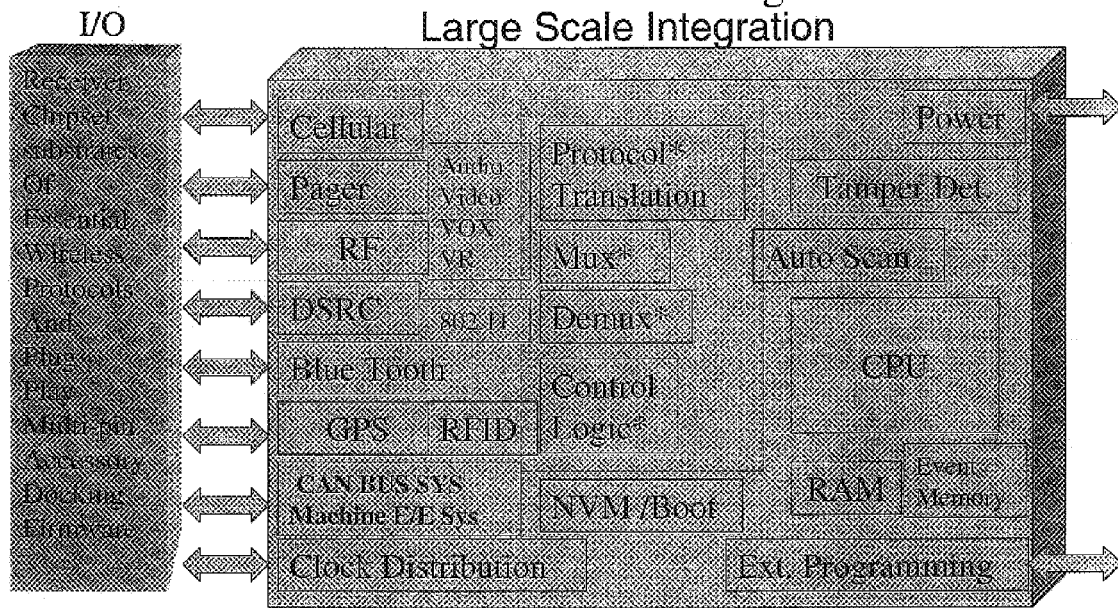 I/O
Large Scale Integration
Receiver
Chipset
substrates
Of
Essential
Wireless
Protocols
And
Plug
Play
Multi-pin
Accessory
Docking
Firmware
Cellular
Pager
RF
DSRC
Blue Tooth
GPS
RFID
CAN BUS SYS
Machine E/E Sys
Clock Distribution
Audio
Video
VOX
VR
802.11
Protocol*
Translation
Mux*
Demux*
Control
Logic*
NVM /Boot
Power
Tamper Det.
Auto Scan
CPU
RAM
Event
Memory
Ext. Programming